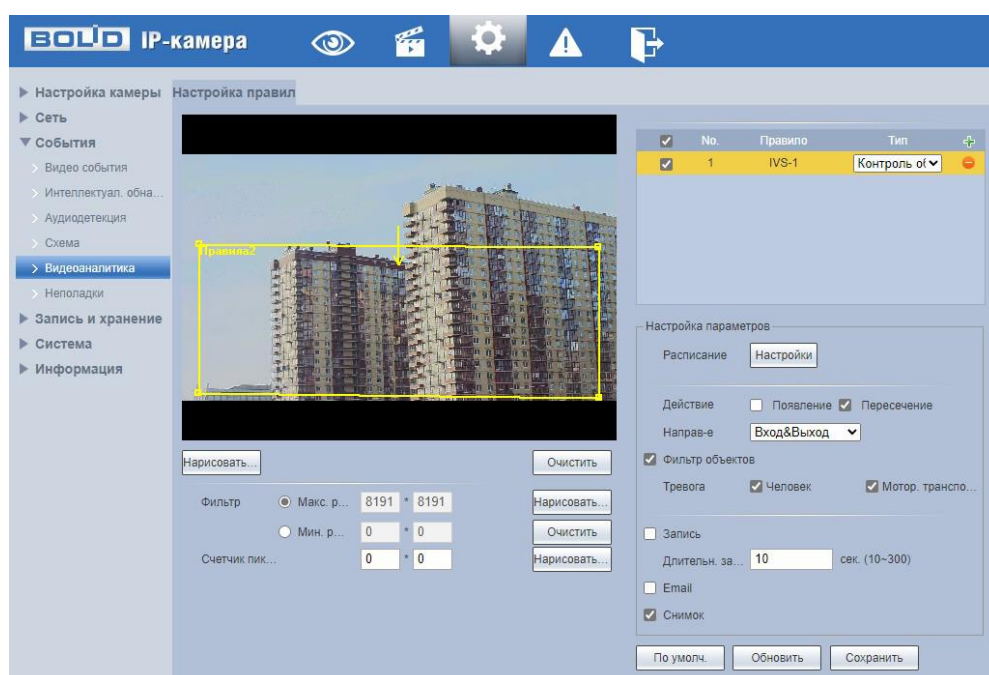 BOLID IP-камера
Настройка камеры
Сеть
События
Видео события
Интеллектуал. обна...
Аудиодетекция
Схема
Видеоаналитика
Неполадки
Запись и хранение
Система
Информация
Настройка правил
Правила2
Нарисовать... Очистить
Фильтр Макс. р... 8191 * 8191 Нарисовать...
Мин. р... 0 * 0 Очистить
Счетчик пик... 0 * 0 Нарисовать...
No. Правило Тип
1 IVS-1 Контроль об
Настройка параметров
Расписание Настройки
Действие Появление Пересечение
Направ-е Вход&Выход
Фильтр объектов
Тревога Человек Мотор. транспо...
Запись
Длительн. за... 10 сек. (10~300)
Email
Снимок
По умолч. Обновить Сохранить